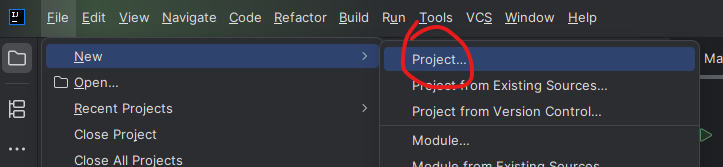 IJ File Edit View Navigate Code Refactor Build Run Tools VCS Window Help
New Project... Ma
Open... Project from Existing Sources...
Recent Projects Project from Version Control...
Close Project Module...
Close All Projects Module from Existing Sources